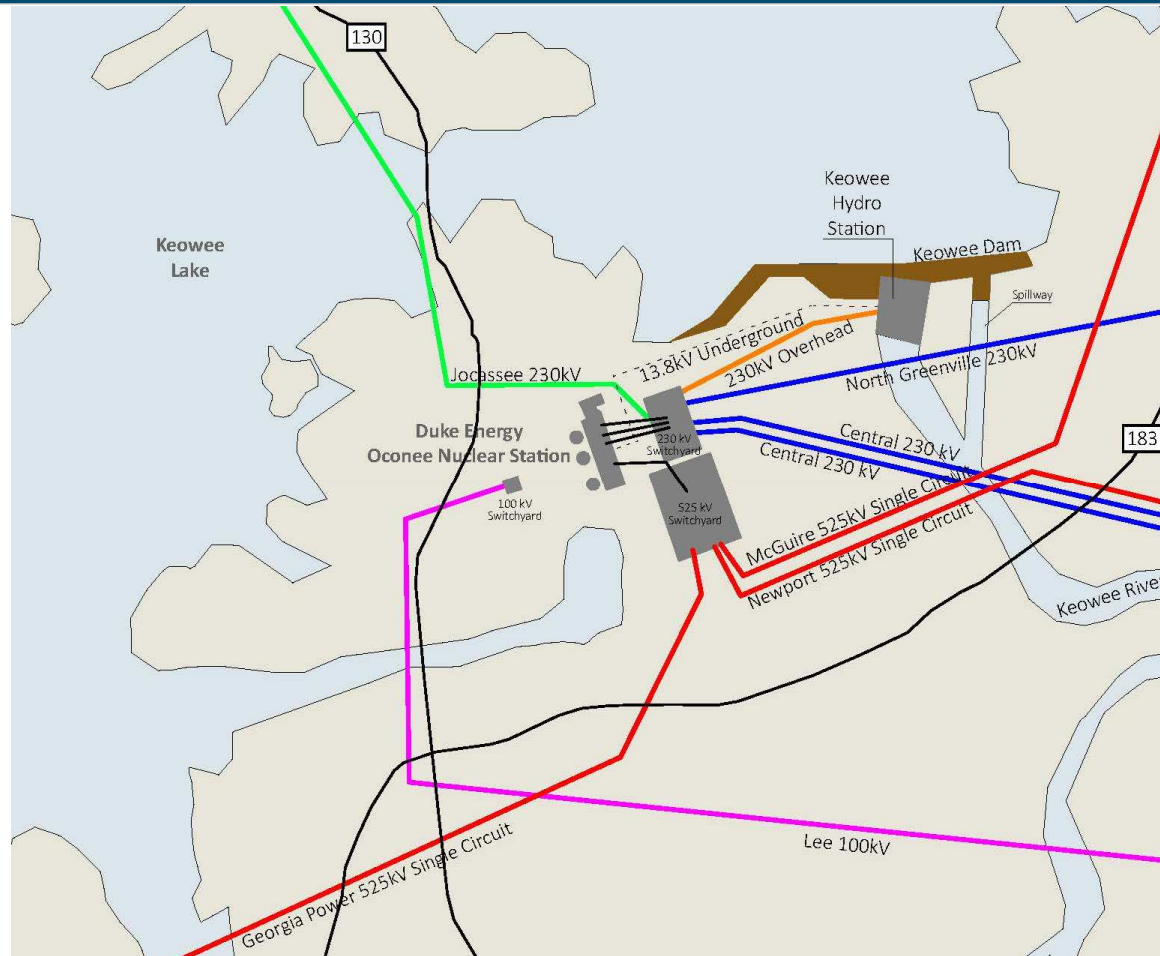 130
Keowee
Hydro
Station
Keowee
Lake
Keowee Dam
Spillway
13.8kV Underground
230kV Overhead
North Greenville 230kV
Jocassee 230kV
Duke Energy
Oconee Nuclear Station
230 kV
Switchyard
Central 230 kV
Central 230 kV
183
100 kV
Switchyard
525 kV
Switchyard
McGuire 525kV Single Circuit
Newport 525kV Single Circuit
Keowee River
Lee 100kV
Georgia Power 525kV Single Circuit